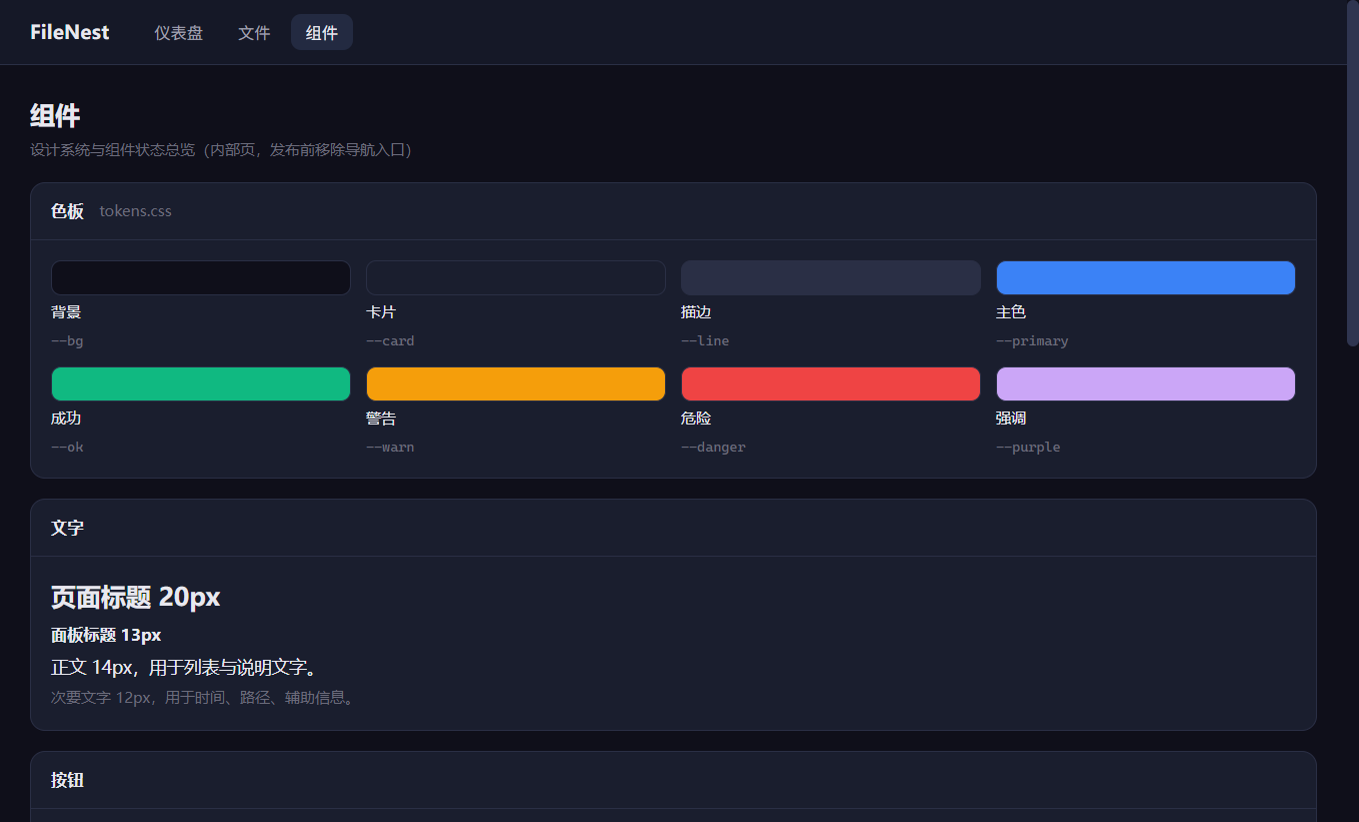 FileNest 仪表盘 文件 组件
组件
设计系统与组件状态总览（内部页，发布前移除导航入口）
色板 tokens.css
背景 卡片 描边 主色
--bg --card --line --primary
成功 警告 危险 强调
--ok --warn --danger --purple
文字
页面标题 20px
面板标题 13px
正文 14px，用于列表与说明文字。
次要文字 12px，用于时间、路径、辅助信息。
按钮